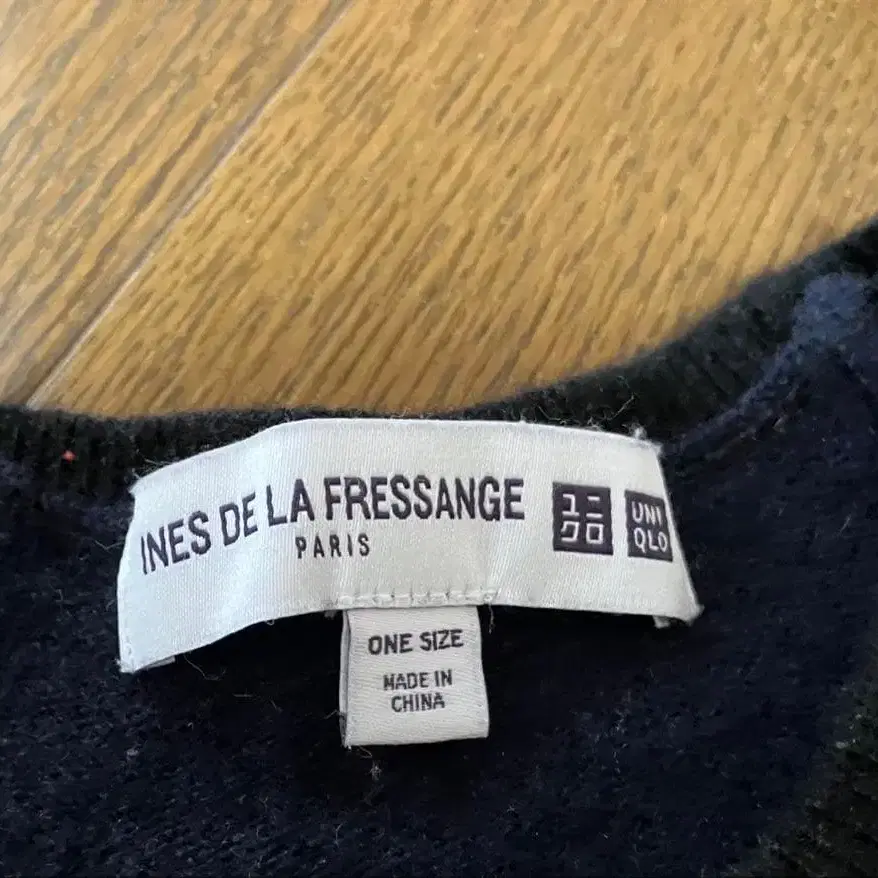 INES DE LA FRESSANGE
PARIS
ユニ
クロ
UNI
QLO
ONE SIZE
MADE IN
CHINA